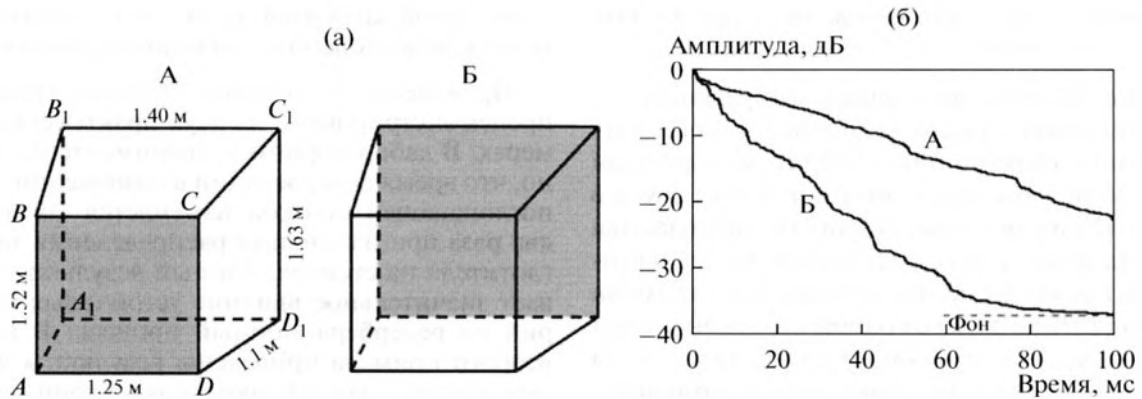 (а)
А
Б
B₁
1.40 м
C₁
B
C
1.52 м
1.63 м
A₁
D₁
1.1 м
A
1.25 м
D
(б)
Амплитуда, дБ
0
−10
−20
−30
−40
А
Б
Фон
0
20
40
60
80
100
Время, мс